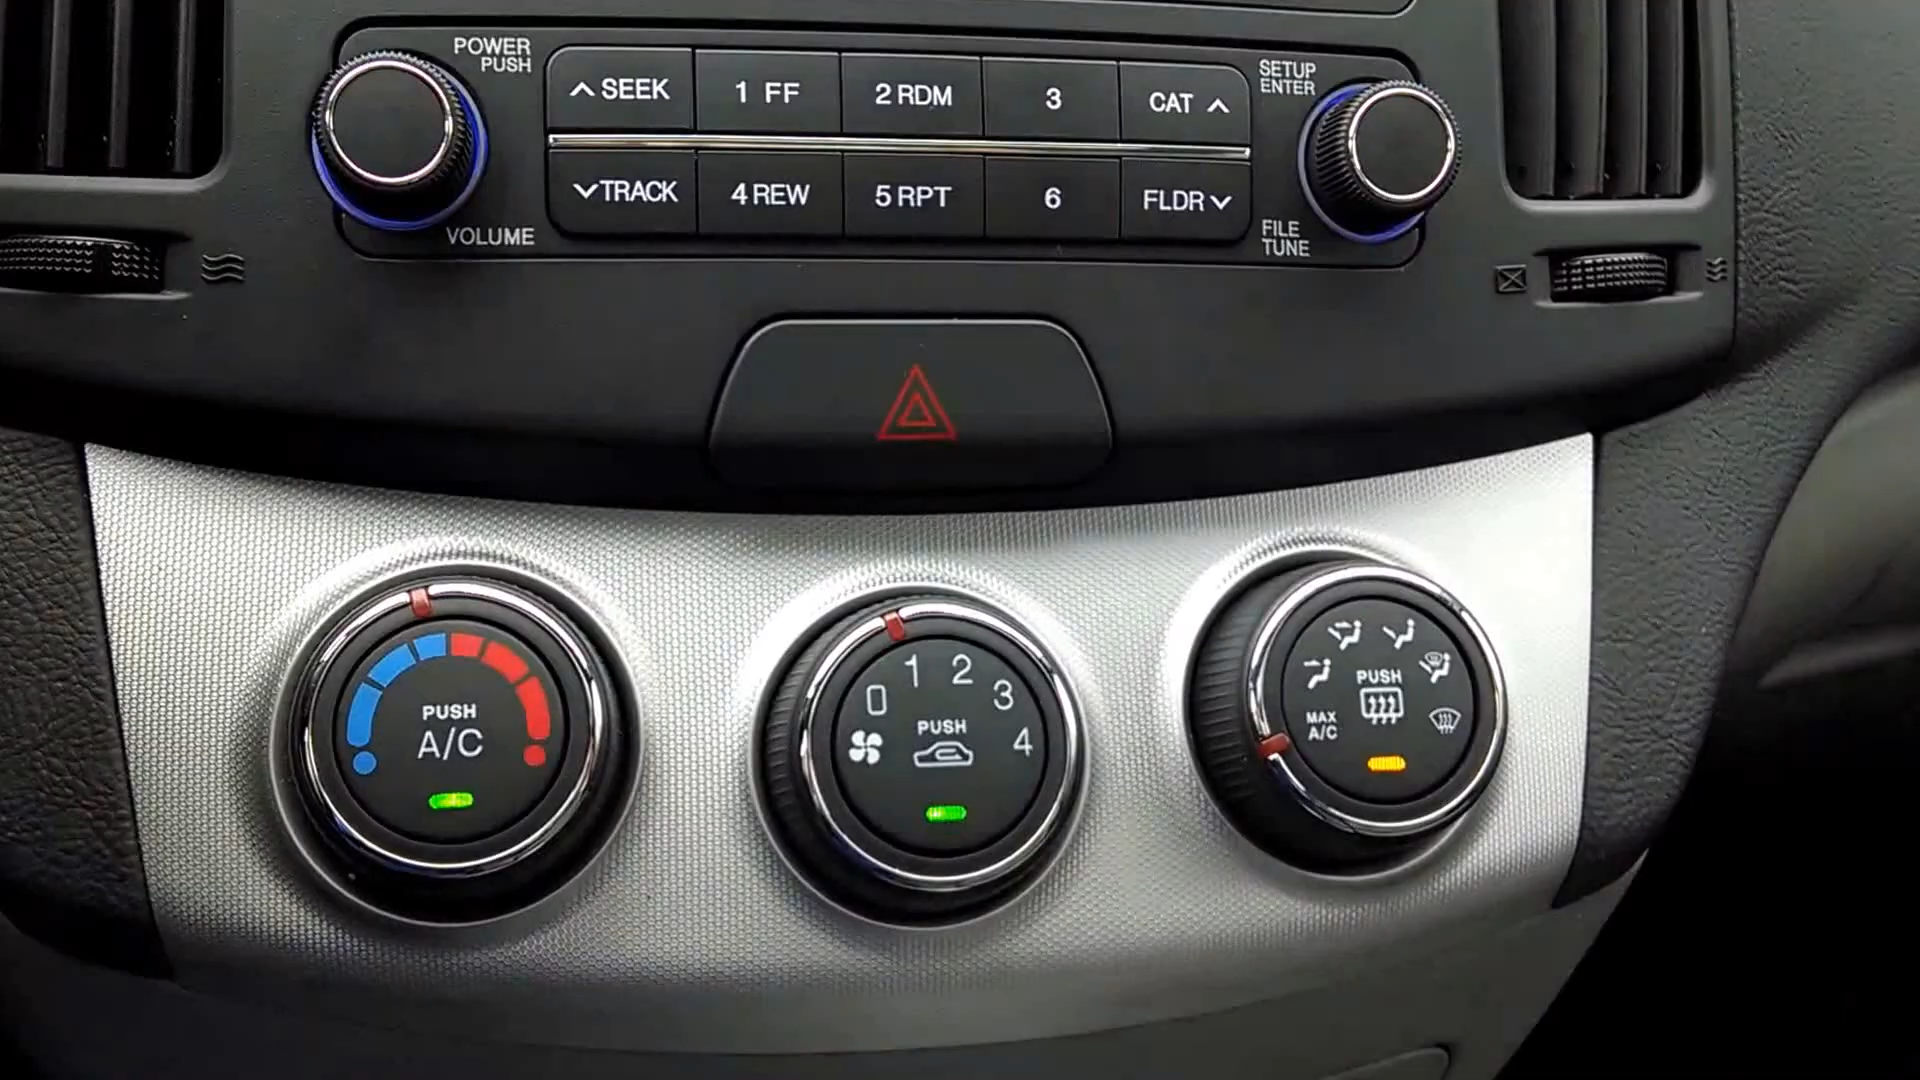 POWER
PUSH
SEEK
1 FF
2 RDM
3
CAT
SETUP
ENTER
TRACK
4 REW
5 RPT
6
FLDR
VOLUME
FILE
TUNE
PUSH
A/C
0
1
2
3
4
PUSH
PUSH
MAX
A/C